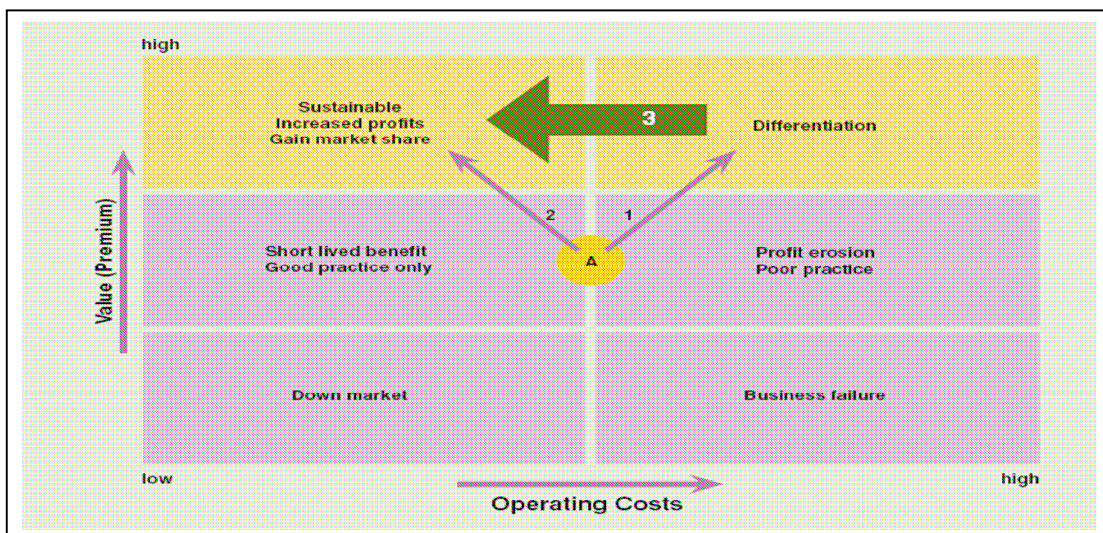 high
Sustainable
Increased profits
Gain market share
3
Differentiation
2
1
Short lived benefit
Good practice only
A
Profit erosion
Poor practice
Value (Premium)
Down market
Business failure
low
high
Operating Costs